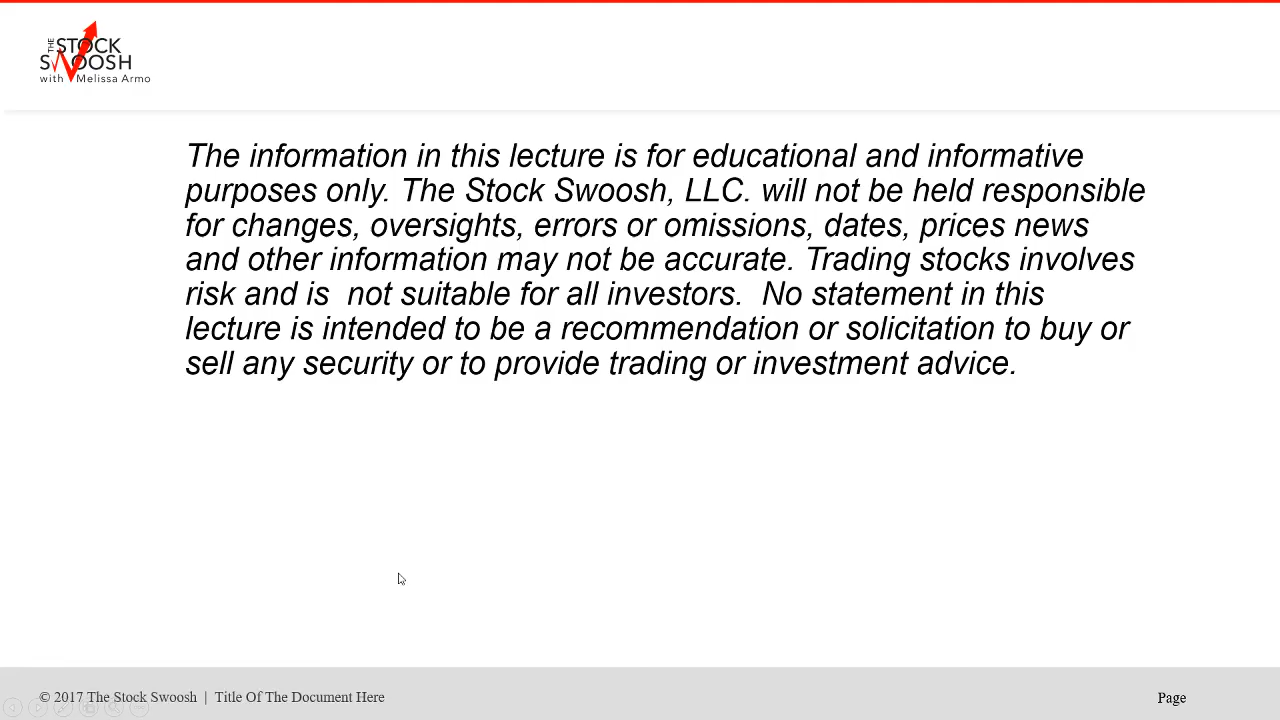 THE STOCK
SWOOSH
with Melissa Armo
The information in this lecture is for educational and informative
purposes only. The Stock Swoosh, LLC. will not be held responsible
for changes, oversights, errors or omissions, dates, prices news
and other information may not be accurate. Trading stocks involves
risk and is  not suitable for all investors.  No statement in this
lecture is intended to be a recommendation or solicitation to buy or
sell any security or to provide trading or investment advice.
© 2017 The Stock Swoosh | Title Of The Document Here
Page